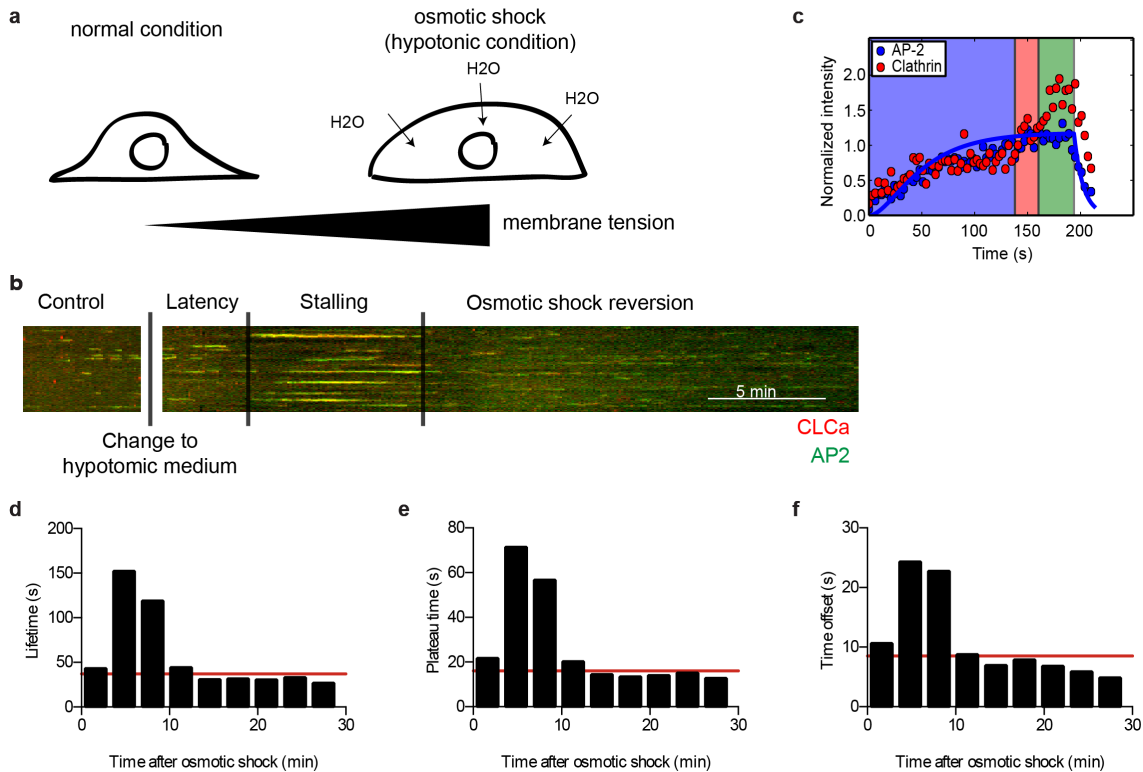 a
normal condition
osmotic shock
(hypotonic condition)
H2O
H2O
H2O
membrane tension
b
Control
Latency
Stalling
Osmotic shock reversion
5 min
Change to
hypotomic medium
CLCa
AP2
c
AP-2
Clathrin
Normalized intensity
2.0
1.5
1.0
0.5
0.0
0
50
100
150
200
Time (s)
d
Lifetime (s)
200
150
100
50
0
0
10
20
30
Time after osmotic shock (min)
e
Plateau time (s)
80
60
40
20
0
0
10
20
30
Time after osmotic shock (min)
f
Time offset (s)
30
20
10
0
0
10
20
30
Time after osmotic shock (min)